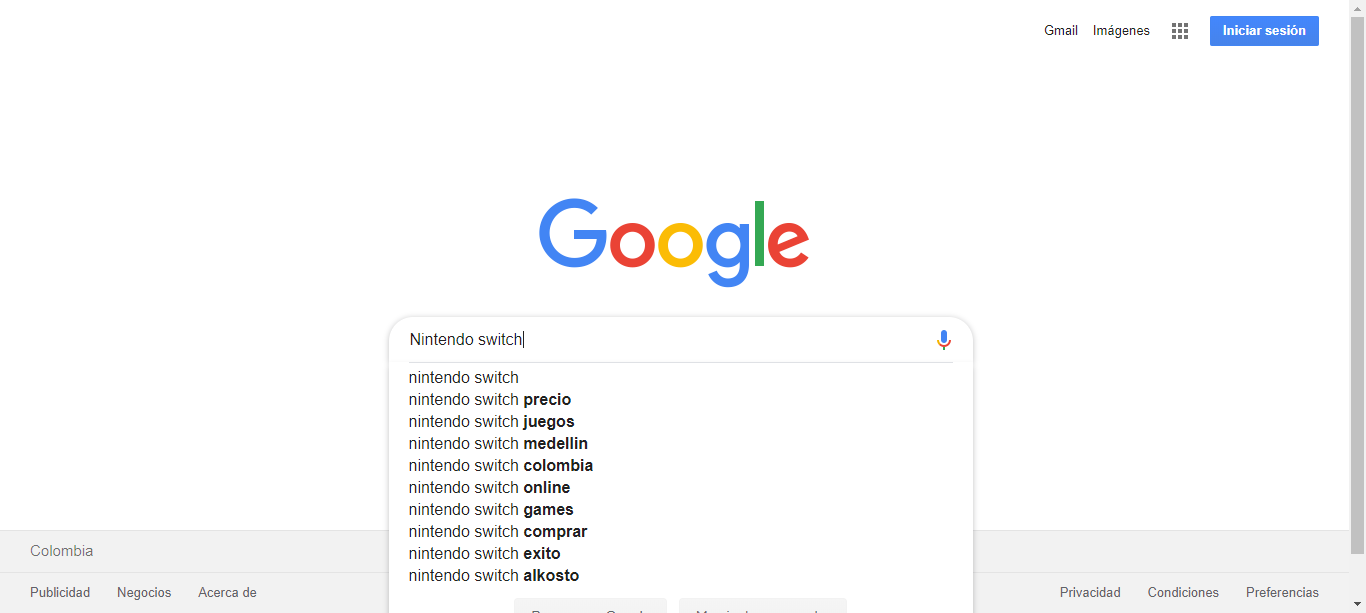 Gmail Imágenes Iniciar sesión
Google
Nintendo switch
nintendo switch
nintendo switch precio
nintendo switch juegos
nintendo switch medellin
nintendo switch colombia
nintendo switch online
nintendo switch games
nintendo switch comprar
nintendo switch exito
nintendo switch alkosto
Colombia
Publicidad Negocios Acerca de Privacidad Condiciones Preferencias